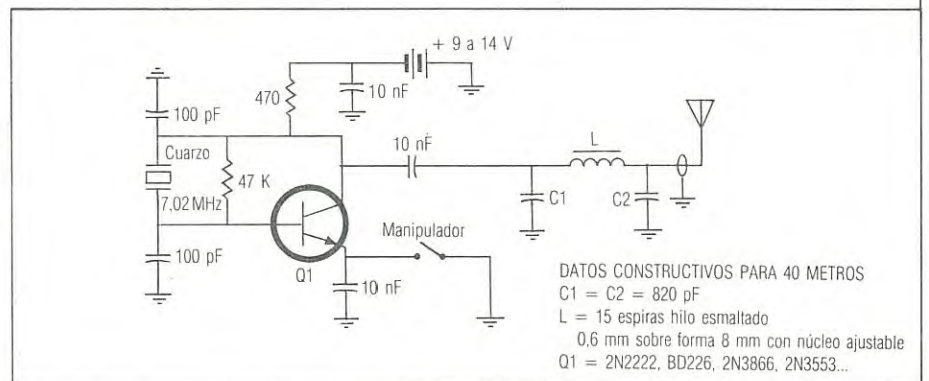 + 9 a 14 V
470
10 nF
100 pF
10 nF
L
Cuarzo
47 K
7,02 MHz
C1
C2
Manipulador
100 pF
Q1
10 nF
DATOS CONSTRUCTIVOS PARA 40 METROS
C1 = C2 = 820 pF
L = 15 espiras hilo esmaltado
0,6 mm sobre forma 8 mm con núcleo ajustable
Q1 = 2N2222, BD226, 2N3866, 2N3553...